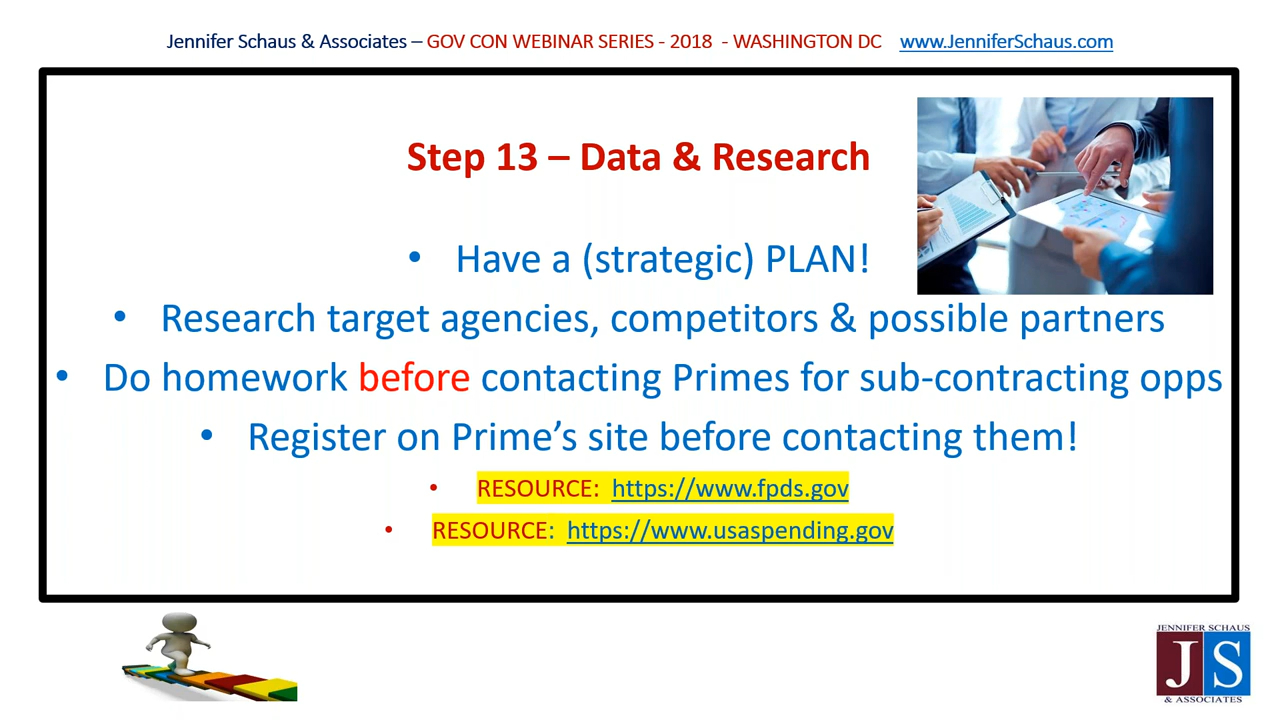 Jennifer Schaus & Associates – GOV CON WEBINAR SERIES - 2018 - WASHINGTON DC www.JenniferSchaus.com
Step 13 – Data & Research
• Have a (strategic) PLAN!
• Research target agencies, competitors & possible partners
• Do homework before contacting Primes for sub-contracting opps
• Register on Prime’s site before contacting them!
• RESOURCE: https://www.fpds.gov
• RESOURCE: https://www.usaspending.gov
JENNIFER SCHAUS
JS
& ASSOCIATES